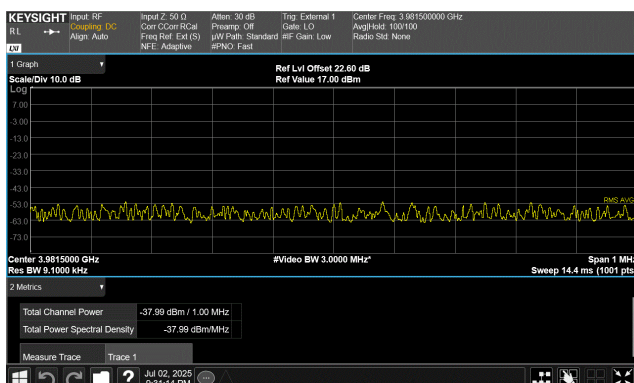 KEYSIGHT Input: RF Input Z: 50 Ω Atten: 30 dB Trig: External 1 Center Freq: 3.981500000 GHz
RL Coupling: DC Corr CCorr RCal Preamp: Off Gate: LO Avg|Hold: 100/100
Align: Auto Freq Ref: Ext (S) µW Path: Standard #IF Gain: Low Radio Std: None
LXI NFE: Adaptive #PNO: Fast
1 Graph
Ref Lvl Offset 22.60 dB
Scale/Div 10.0 dB Ref Value 17.00 dBm
Log
7.00
-3.00
-13.0
-23.0
-33.0
-43.0
-53.0 RMS AVG
-63.0
-73.0
Center 3.9815000 GHz #Video BW 3.0000 MHz* Span 1 MHz
Res BW 9.1000 kHz Sweep 14.4 ms (1001 pts
2 Metrics
Total Channel Power -37.99 dBm / 1.00 MHz
Total Power Spectral Density -37.99 dBm/MHz
Measure Trace Trace 1
? Jul 02, 2025